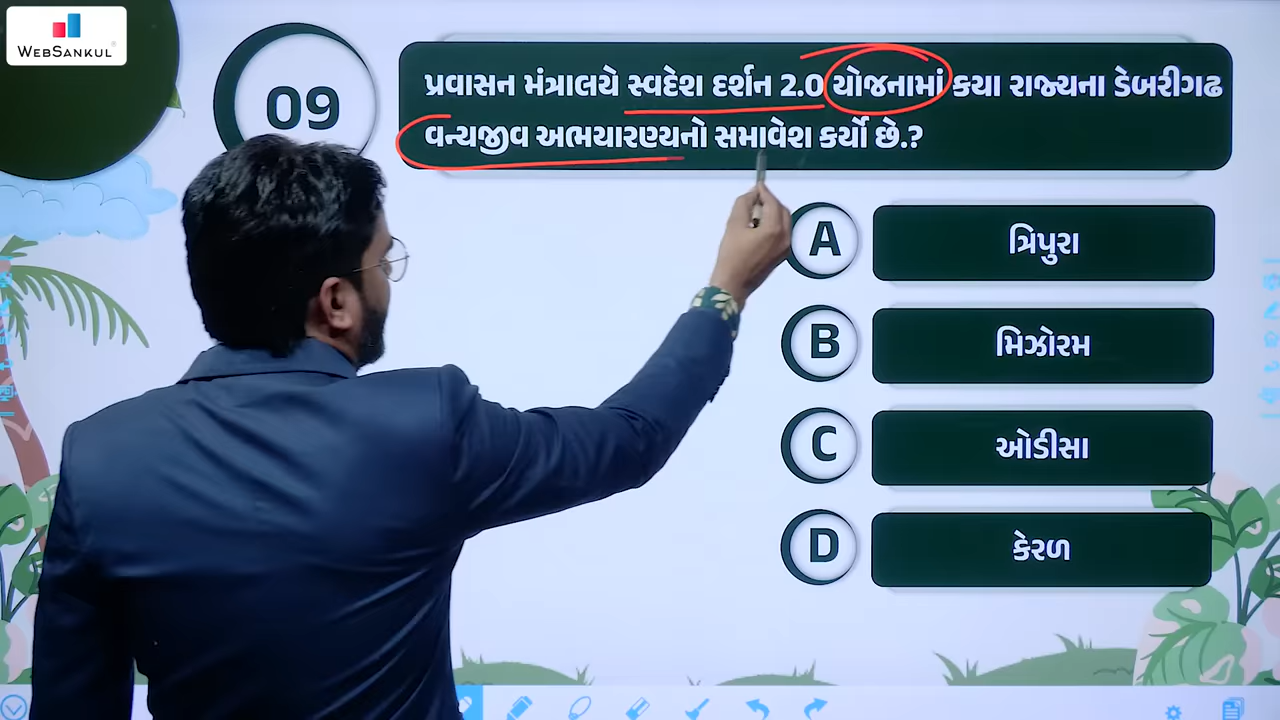 WEBSANKUL
09
પ્રવાસન મંત્રાલયે સ્વદેશ દર્શન 2.0 યોજનામાં કયા રાજ્યના ડેબરીગઢ
વન્યજીવ અભયારણ્યનો સમાવેશ કર્યો છે.?
A ત્રિપુરા
B મિઝોરમ
C ઓડીસા
D કેરળ